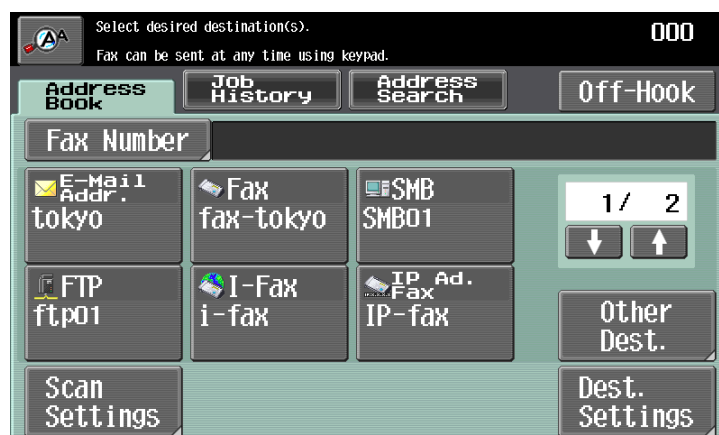 Select desired destination(s).
000
Fax can be sent at any time using keypad.
Address
Book
Job
History
Address
Search
Off-Hook
Fax Number
E-Mail
Addr.
tokyo
Fax
fax-tokyo
SMB
SMB01
1/ 2
FTP
ftp01
I-Fax
i-fax
IP Ad.
Fax
IP-fax
Other
Dest.
Scan
Settings
Dest.
Settings